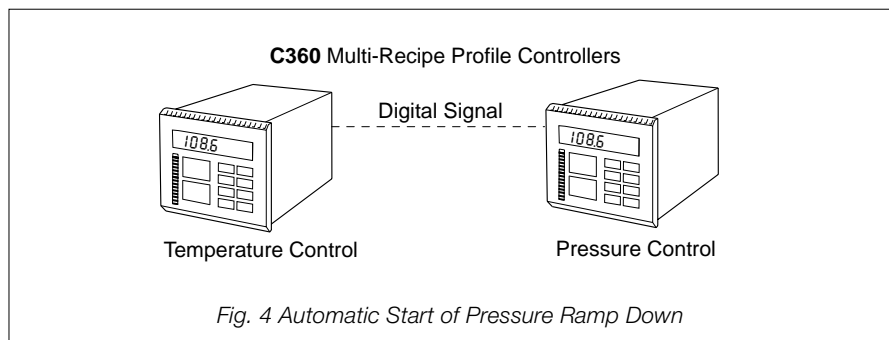 C360 Multi-Recipe Profile Controllers
Digital Signal
108.6
108.6
Temperature Control
Pressure Control
Fig. 4 Automatic Start of Pressure Ramp Down